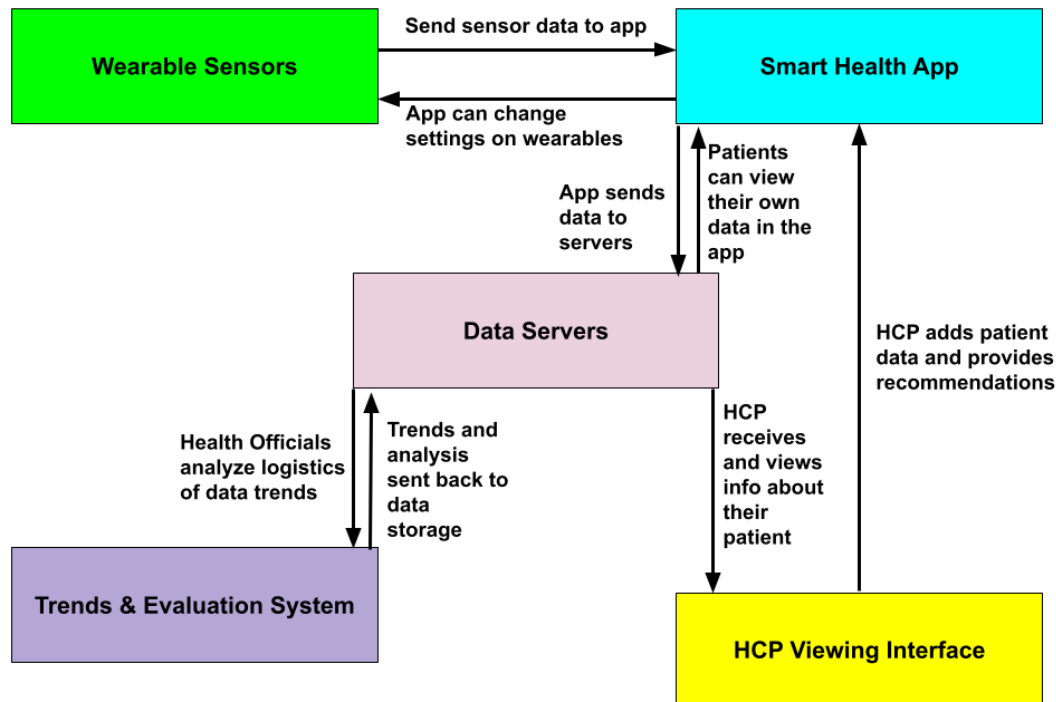 Send sensor data to app
Wearable Sensors
Smart Health App
App can change
settings on wearables
App sends
data to
servers
Patients
can view
their own
data in the
app
Data Servers
HCP adds patient
data and provides
recommendations
Health Officials
analyze logistics
of data trends
Trends and
analysis
sent back to
data
storage
HCP
receives
and views
info about
their
patient
Trends & Evaluation System
HCP Viewing Interface